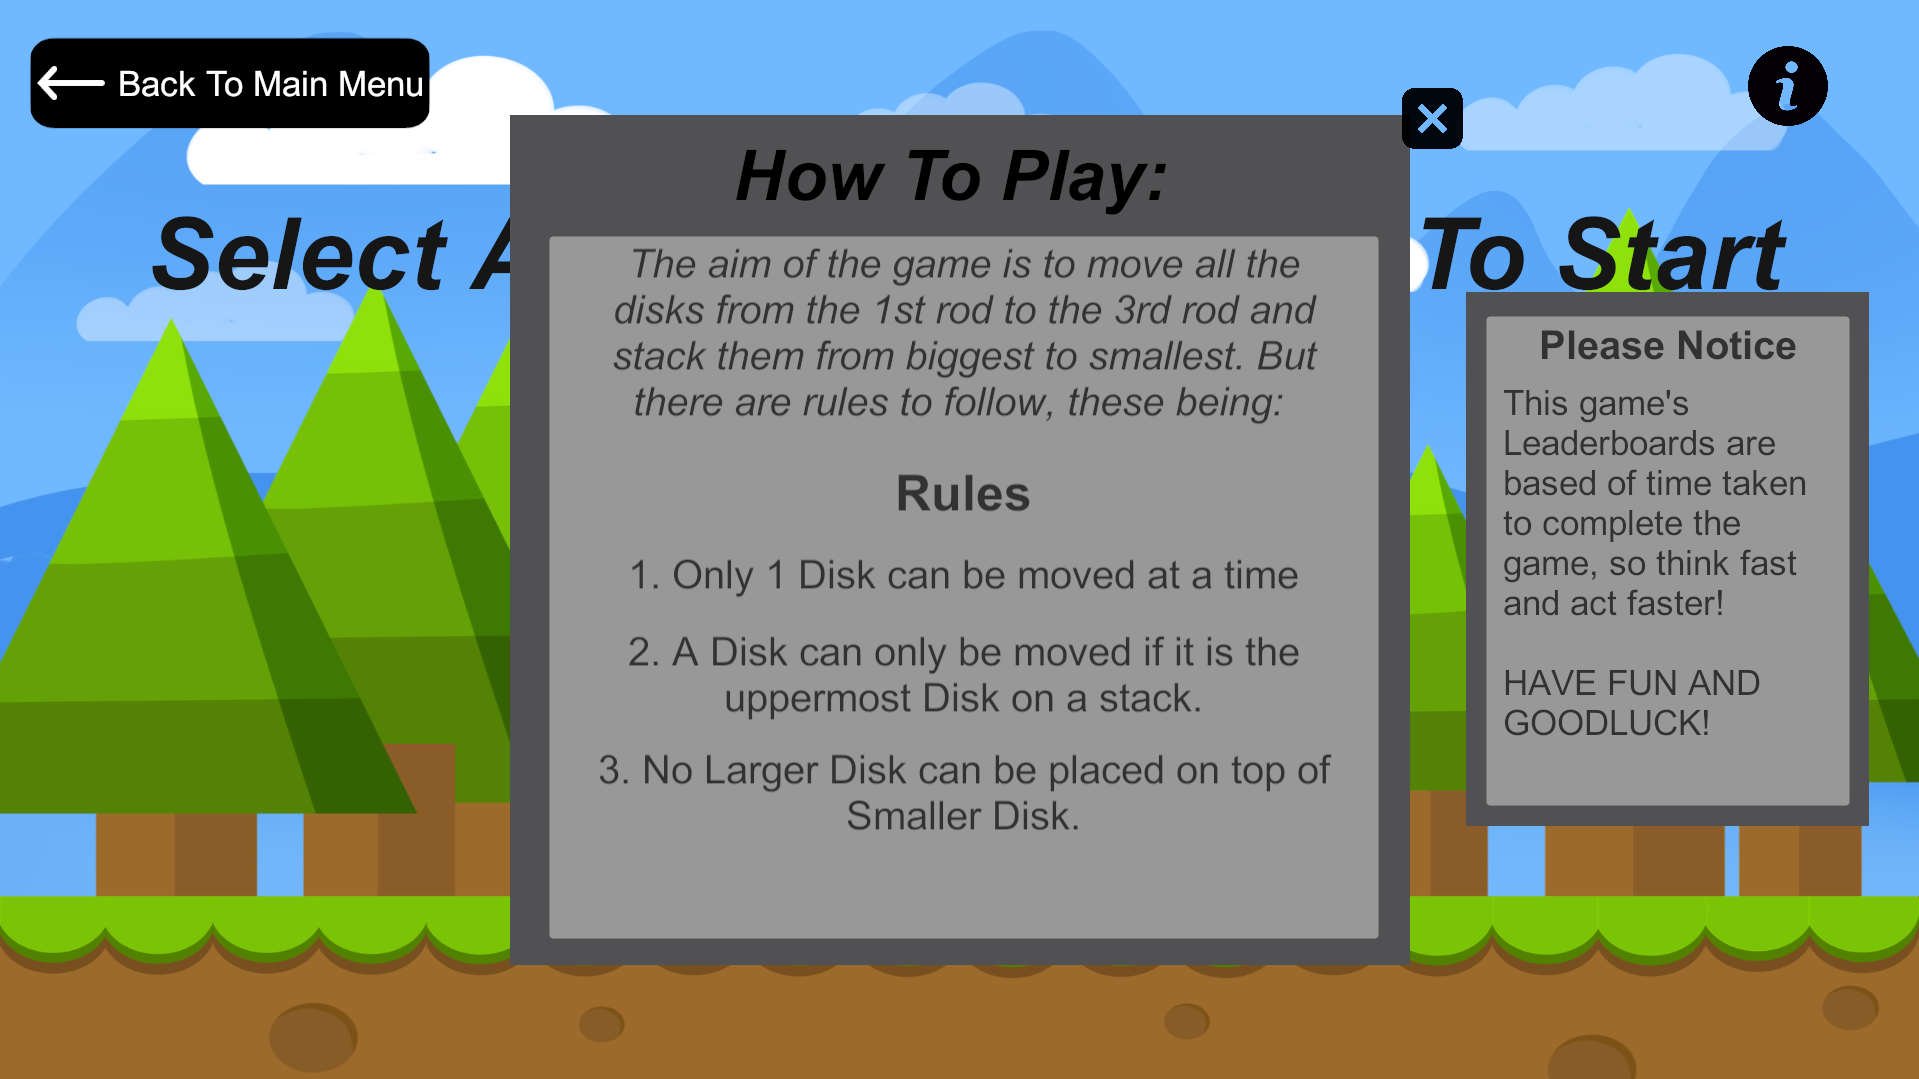 Back To Main Menu
Select A
To Start
How To Play:
The aim of the game is to move all the
disks from the 1st rod to the 3rd rod and
stack them from biggest to smallest. But
there are rules to follow, these being:
Rules
1. Only 1 Disk can be moved at a time
2. A Disk can only be moved if it is the
uppermost Disk on a stack.
3. No Larger Disk can be placed on top of
Smaller Disk.
Please Notice
This game's
Leaderboards are
based of time taken
to complete the
game, so think fast
and act faster!
HAVE FUN AND
GOODLUCK!